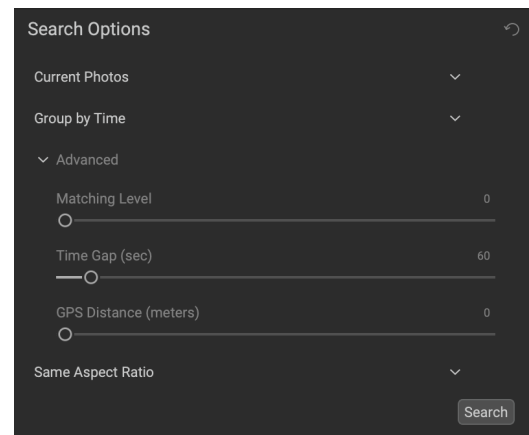 Search Options
Current Photos
Group by Time
Advanced
Matching Level 0
Time Gap (sec) 60
GPS Distance (meters) 0
Same Aspect Ratio
Search